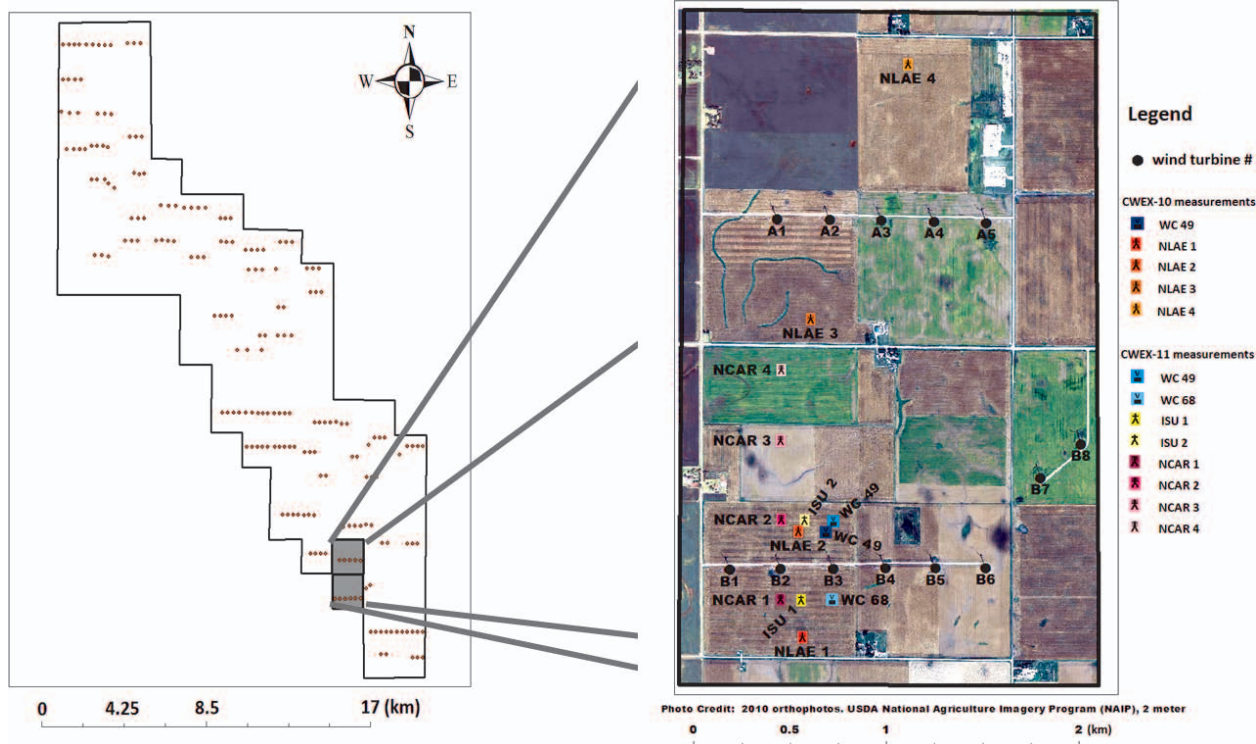 N
W E
S
0 4.25 8.5 17 (km)
NLAE 4
A1 A2 A3 A4 A5
NLAE 3
NCAR 4
NCAR 3
B8
B7
NCAR 2 ISU 2 WC 49
NLAE 2 WC 49
B1 B2 B3 B4 B5 B6
NCAR 1 ISU 1 WC 68
NLAE 1
Photo Credit: 2010 orthophotos. USDA National Agriculture Imagery Program (NAIP), 2 meter
0 0.5 1 2 (km)
Legend
wind turbine #
CWEX-10 measurements
WC 49
NLAE 1
NLAE 2
NLAE 3
NLAE 4
CWEX-11 measurements
WC 49
WC 68
ISU 1
ISU 2
NCAR 1
NCAR 2
NCAR 3
NCAR 4